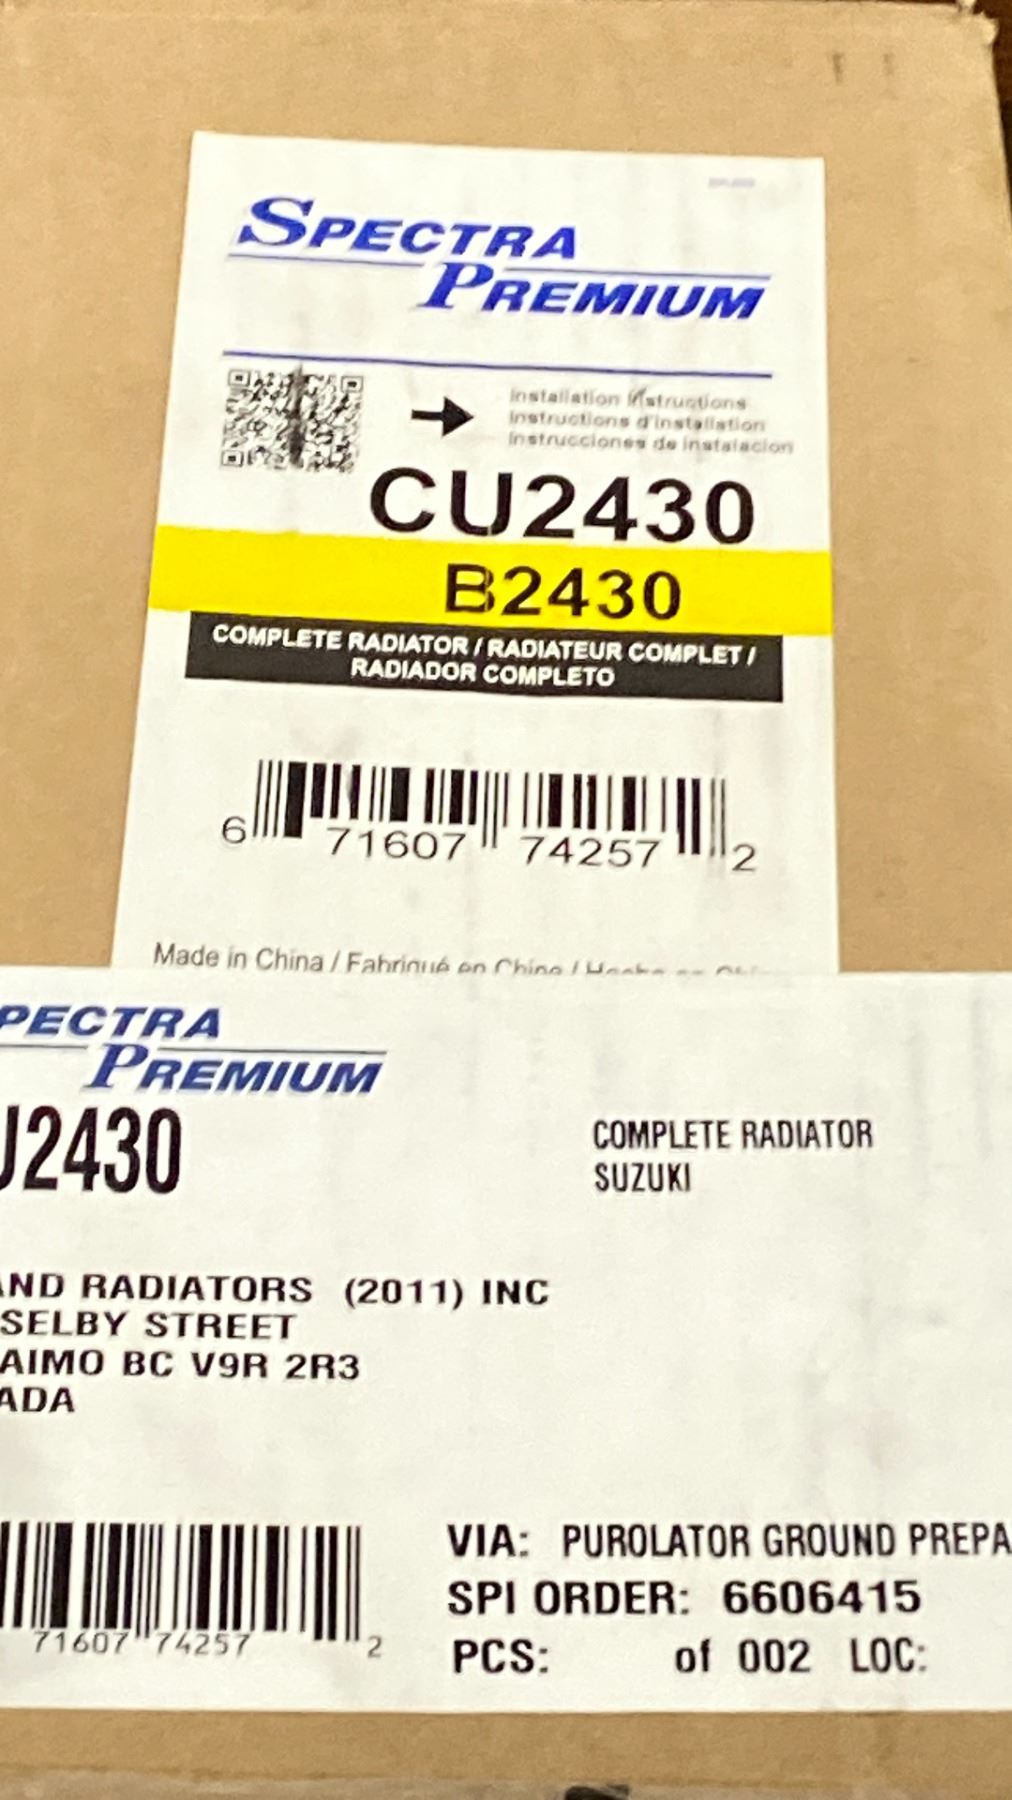 SPECTRA
PREMIUM
Installation Instructions
Instructions d'installation
Instrucciones de instalacion
CU2430
B2430
COMPLETE RADIATOR / RADIATEUR COMPLET /
RADIADOR COMPLETO
6 71607 74257 2
Made in China / Fabriqué en Chine /
PECTRA
PREMIUM
U2430
COMPLETE RADIATOR
SUZUKI
AND RADIATORS (2011) INC
SELBY STREET
AIMO BC V9R 2R3
ADA
71607 74257 2
VIA: PUROLATOR GROUND PREPA
SPI ORDER: 6606415
PCS: of 002 LOC: